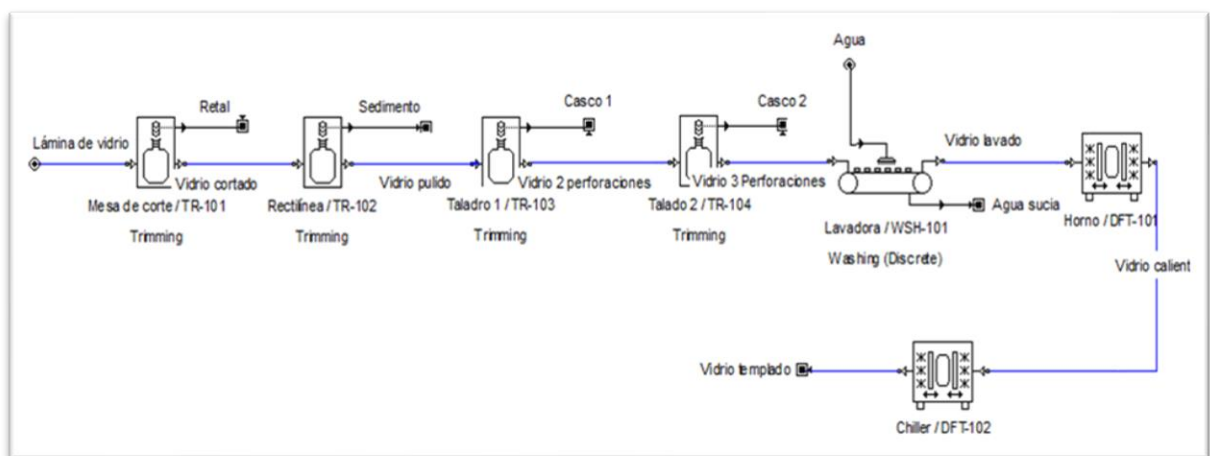 Agua
Retal
Sedimento
Casco 1
Casco 2
Lámina de vidrio
Vidrio lavado
Vidrio cortado
Vidrio pulido
Vidrio 2 perforaciones
Vidrio 3 Perforaciones
Mesa de corte / TR-101
Rectilínea / TR-102
Taladro 1 / TR-103
Talado 2 / TR-104
Agua sucia
Horno / DFT-101
Trimming
Trimming
Trimming
Trimming
Lavadora / WSH-101
Washing (Discrete)
Vidrio calient
Vidrio templado
Chiller / DFT-102